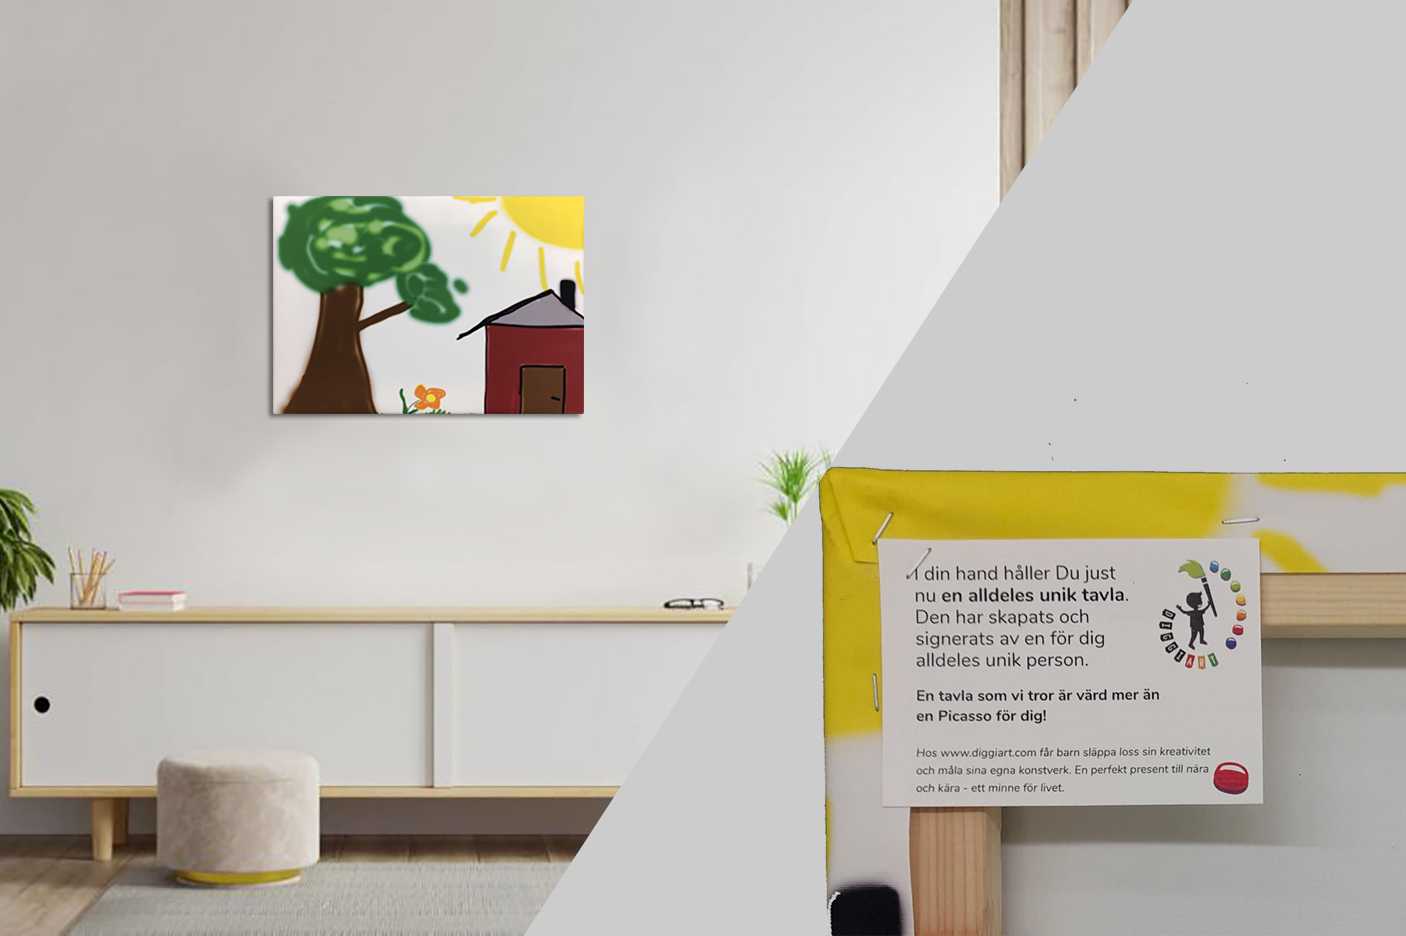 I din hand håller Du just
nu en alldeles unik tavla.
Den har skapats och
signerats av en för dig
alldeles unik person.
En tavla som vi tror är värd mer än
en Picasso för dig!
Hos www.diggiart.com får barn släppa loss sin kreativitet
och måla sina egna konstverk. En perfekt present till nära
och kära - ett minne för livet.
DIGGIART